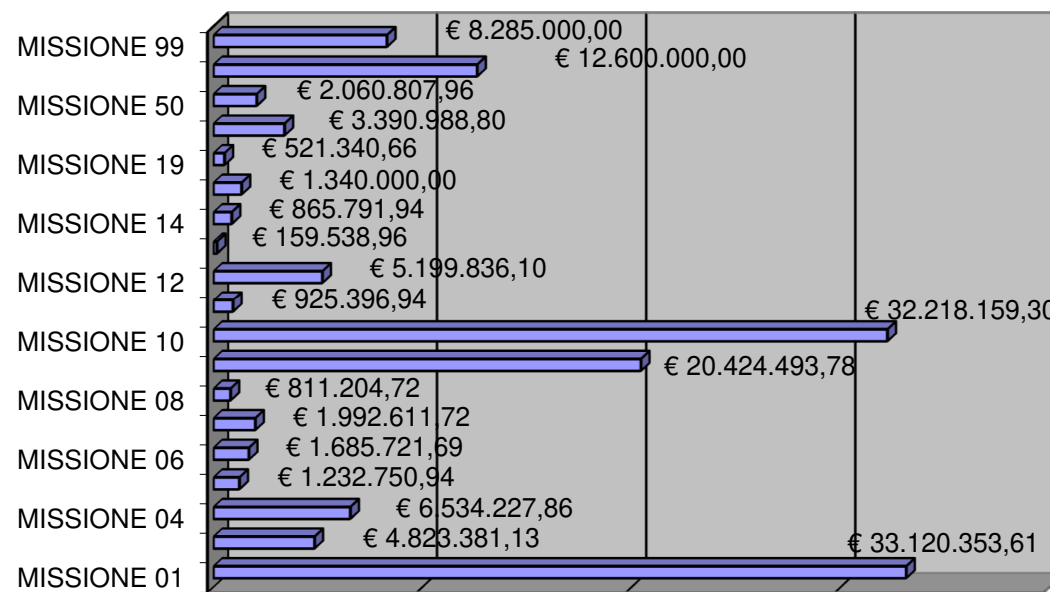 MISSIONE 99 € 8.285.000,00
€ 12.600.000,00
MISSIONE 50 € 2.060.807,96
€ 3.390.988,80
MISSIONE 19 € 521.340,66
€ 1.340.000,00
MISSIONE 14 € 865.791,94
€ 159.538,96
MISSIONE 12 € 5.199.836,10
€ 925.396,94
MISSIONE 10 € 32.218.159,30
€ 20.424.493,78
MISSIONE 08 € 811.204,72
€ 1.992.611,72
MISSIONE 06 € 1.685.721,69
€ 1.232.750,94
MISSIONE 04 € 6.534.227,86
€ 4.823.381,13
MISSIONE 01 € 33.120.353,61